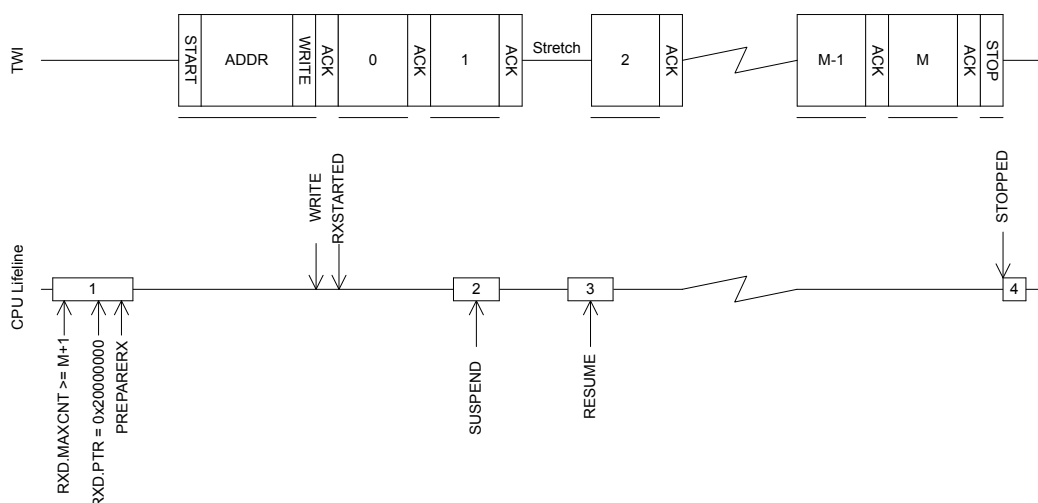 TWI
START
ADDR
WRITE
ACK
0
ACK
1
ACK
Stretch
2
ACK
M-1
ACK
M
ACK
STOP
CPU Lifeline
WRITE
RXSTARTED
STOPPED
1
2
3
4
RXD.MAXCNT >= M+1
RXD.PTR = 0x20000000
PREPARERX
SUSPEND
RESUME